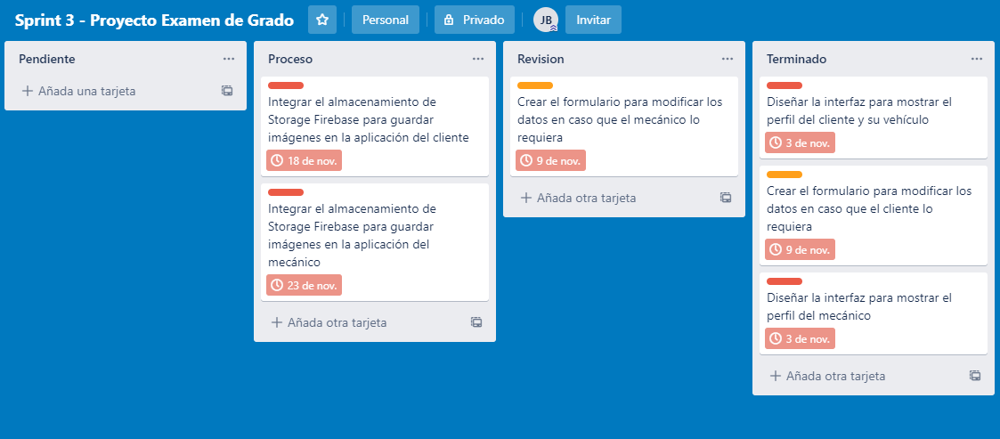 Sprint 3 - Proyecto Examen de Grado
Personal
Privado
JB
Invitar
Pendiente
Añada una tarjeta
Proceso
Integrar el almacenamiento de
Storage Firebase para guardar
imágenes en la aplicación del cliente
18 de nov.
Integrar el almacenamiento de
Storage Firebase para guardar
imágenes en la aplicación del
mecánico
23 de nov.
Añada otra tarjeta
Revision
Crear el formulario para modificar los
datos en caso que el mecánico lo
requiera
9 de nov.
Añada otra tarjeta
Terminado
Diseñar la interfaz para mostrar el
perfil del cliente y su vehículo
3 de nov.
Crear el formulario para modificar los
datos en caso que el cliente lo
requiera
9 de nov.
Diseñar la interfaz para mostrar el
perfil del mecánico
3 de nov.
Añada otra tarjeta